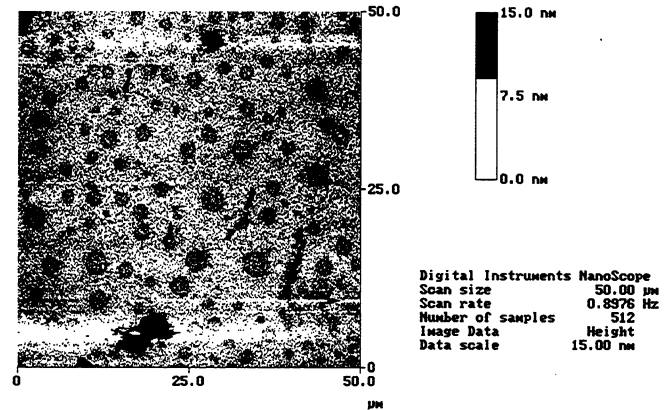 50.0
15.0 nm
7.5 nm
25.0
0.0 nm
Digital Instruments NanoScope
Scan size 50.00 µm
Scan rate 0.8976 Hz
Number of samples 512
Image Data Height
Data scale 15.00 nm
0
0 25.0 50.0
µm